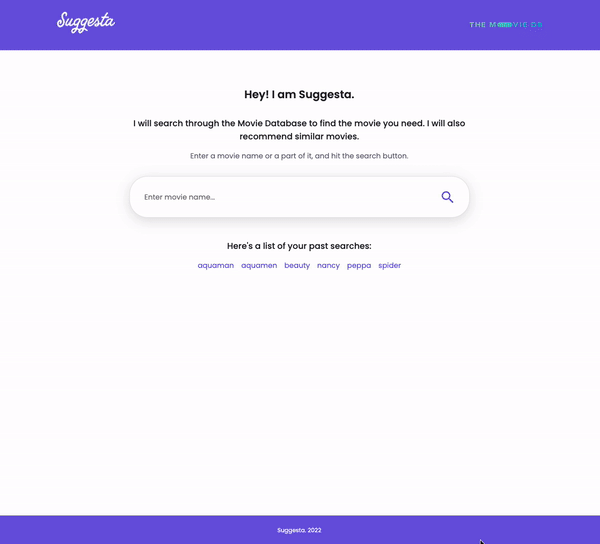 Suggesta
THE MOVIE DB
Hey! I am Suggesta.
I will search through the Movie Database to find the movie you need. I will also
recommend similar movies.
Enter a movie name or a part of it, and hit the search button.
Enter movie name...
Here's a list of your past searches:
aquaman aquamen beauty nancy peppa spider
Suggesta. 2022